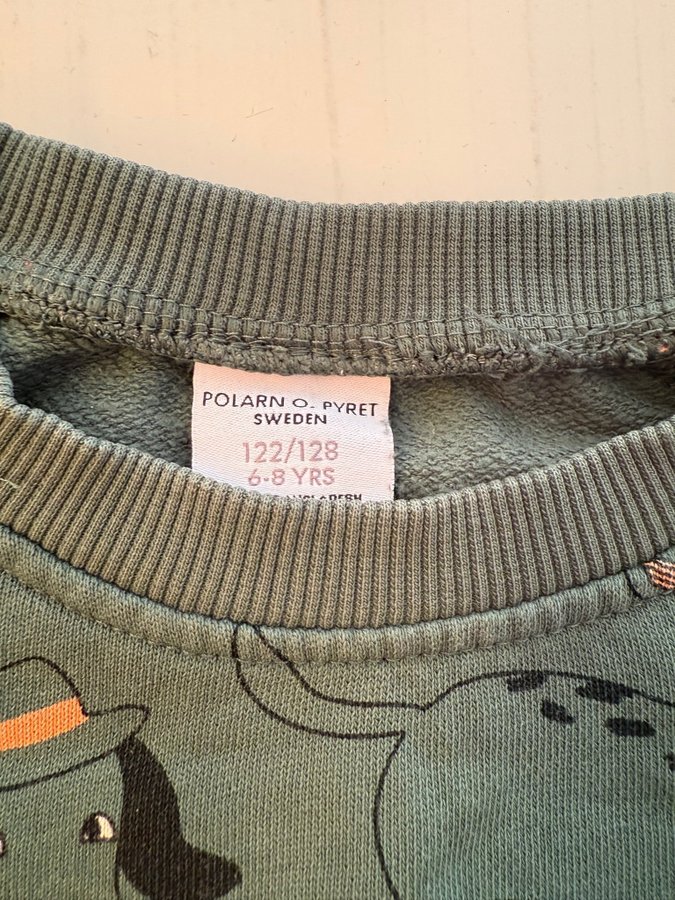 POLARN O. PYRET
SWEDEN
122/128
6-8 YRS